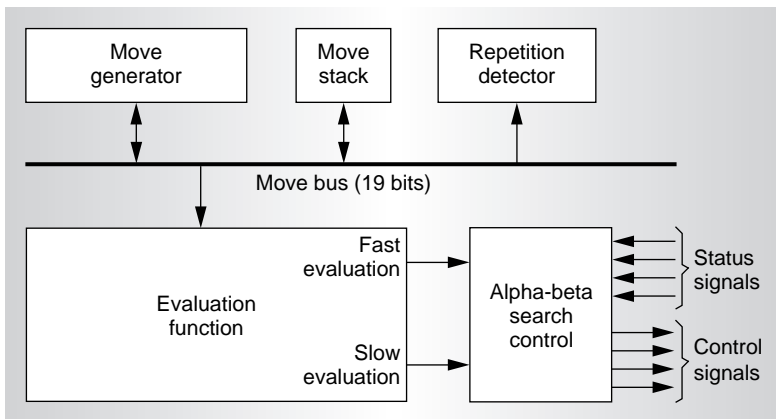 Move
generator
Move
stack
Repetition
detector
Move bus (19 bits)
Fast
evaluation
Evaluation
function
Slow
evaluation
Alpha-beta
search
control
Status
signals
Control
signals